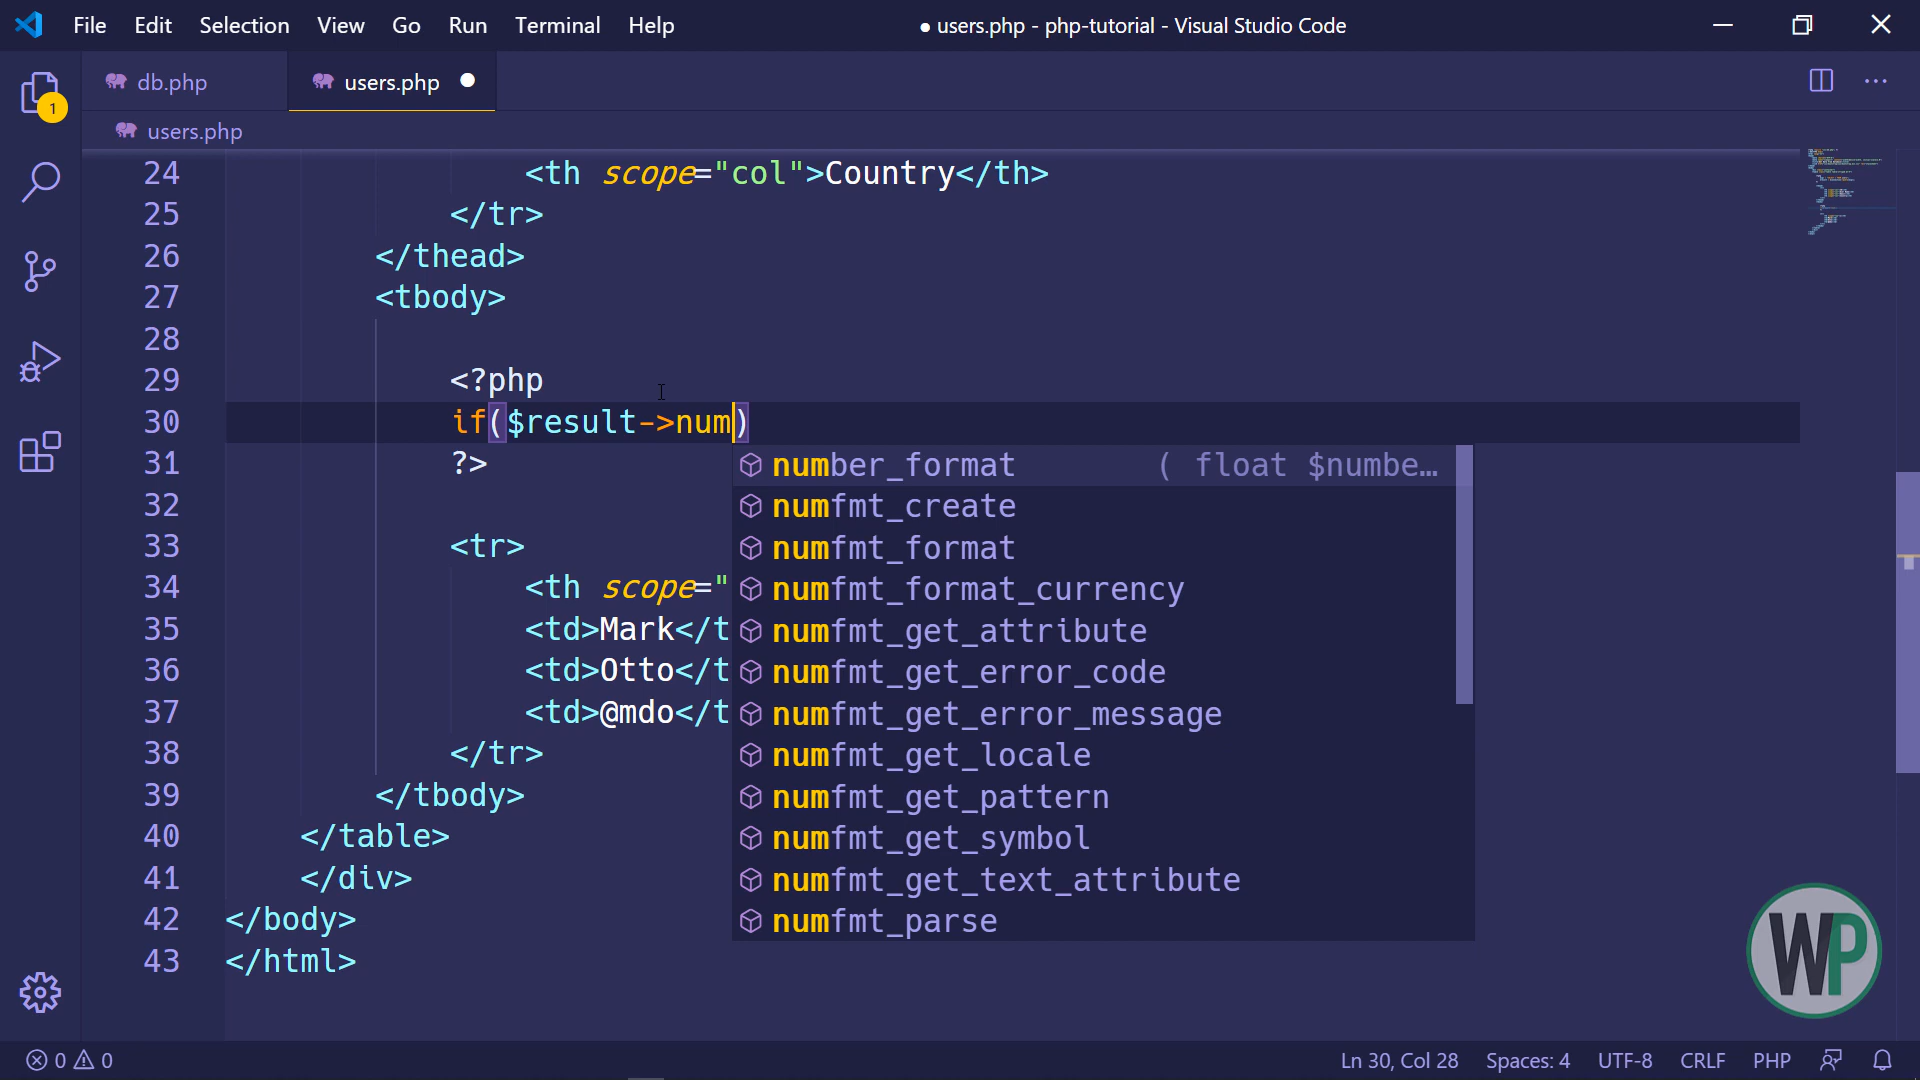 File Edit Selection View Go Run Terminal Help ● users.php - php-tutorial - Visual Studio Code
db.php users.php
1
users.php
24 <th scope="col">Country</th>
25 </tr>
26 </thead>
27 <tbody>
28
29 <?php
30 if($result->num)
31 ?>
number_format ( float $numbe…
32
numfmt_create
33 <tr>
numfmt_format
34 <th scope="
numfmt_format_currency
35 <td>Mark</t
numfmt_get_attribute
36 <td>Otto</t
numfmt_get_error_code
37 <td>@mdo</t
numfmt_get_error_message
38 </tr>
numfmt_get_locale
39 </tbody>
numfmt_get_pattern
40 </table>
numfmt_get_symbol
41 </div>
numfmt_get_text_attribute
42 </body>
numfmt_parse
43 </html>
WP
0 0 Ln 30, Col 28 Spaces: 4 UTF-8 CRLF PHP